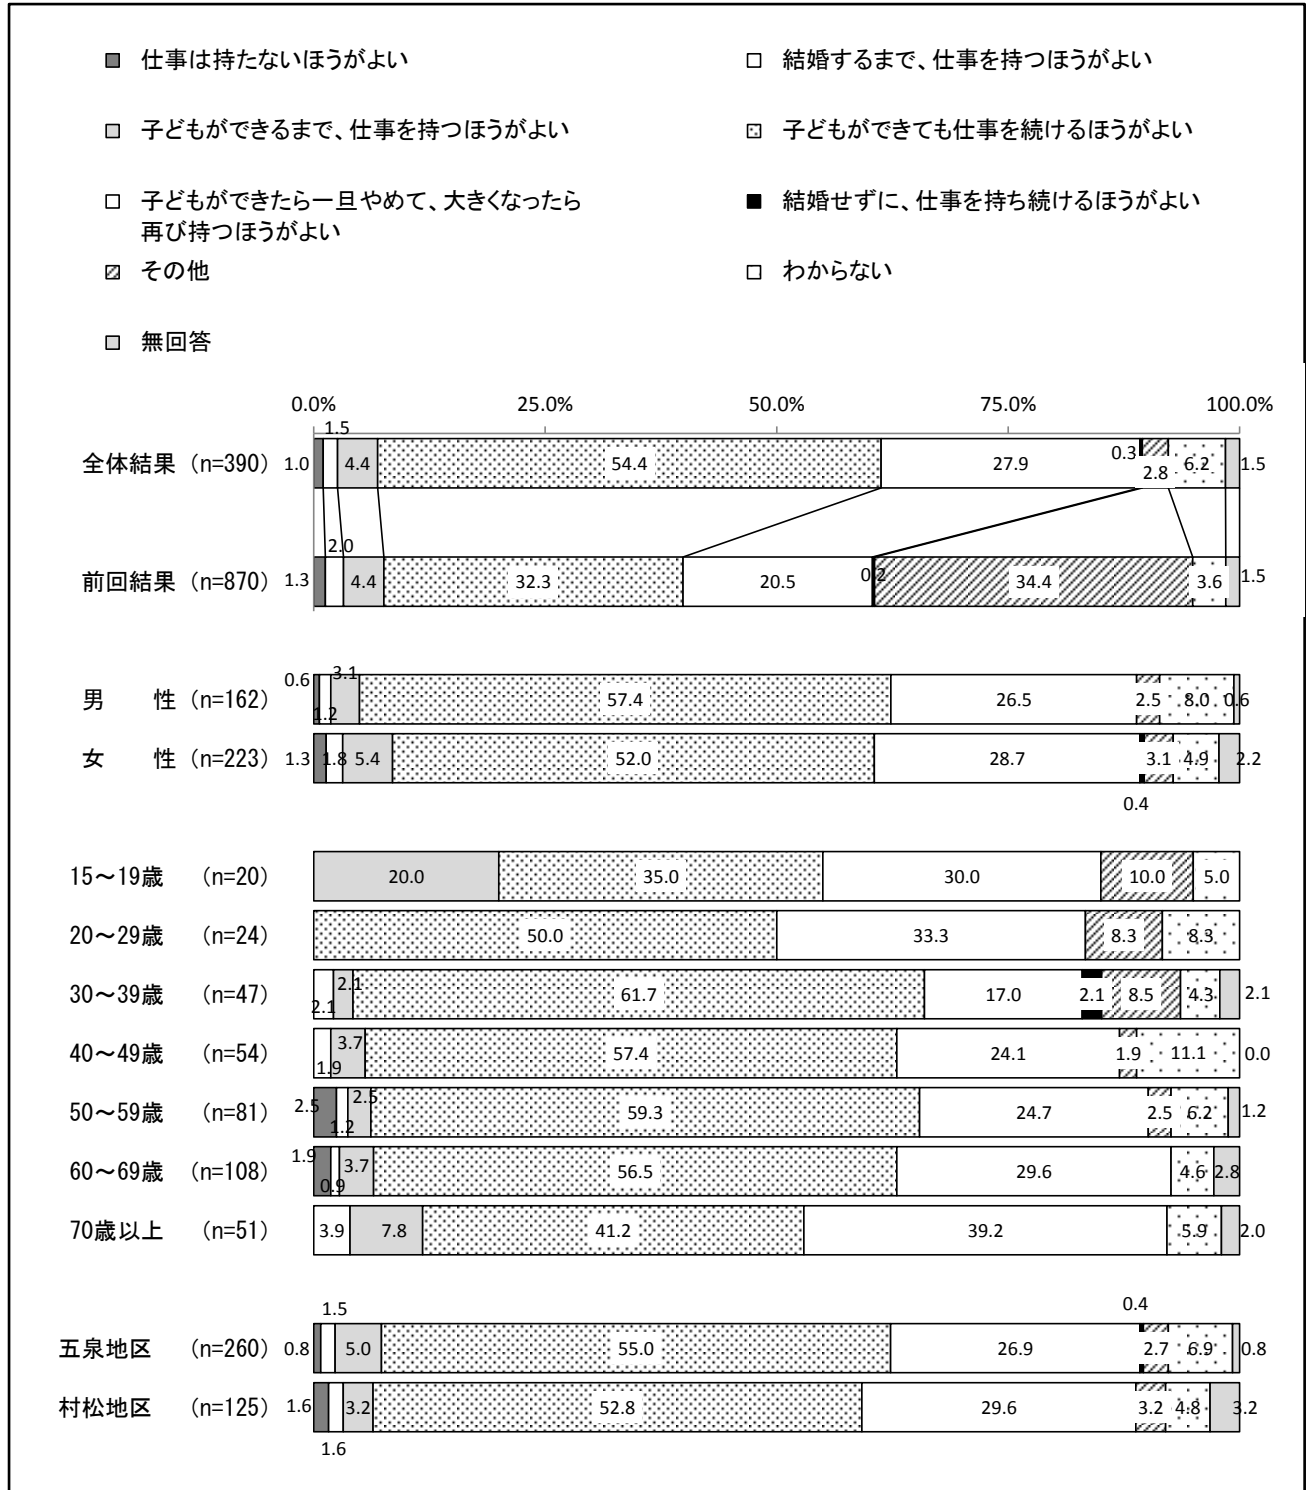 仕事は持たないほうがよい
結婚するまで、仕事を持つほうがよい
子どもができるまで、仕事を持つほうがよい
子どもができても仕事を続けるほうがよい
子どもができたら一旦やめて、大きくなったら
再び持つほうがよい
結婚せずに、仕事を持ち続けるほうがよい
その他
わからない
無回答
0.0% 25.0% 50.0% 75.0% 100.0%
全体結果 (n=390) 1.0 1.5 4.4 54.4 27.9 0.3 2.8 6.2 1.5
前回結果 (n=870) 1.3 2.0 4.4 32.3 20.5 0.2 34.4 3.6 1.5
男 性 (n=162) 0.6 1.2 3.1 57.4 26.5 2.5 8.0 0.6
女 性 (n=223) 1.3 1.8 5.4 52.0 28.7 0.4 3.1 4.9 2.2
15～19歳 (n=20) 20.0 35.0 30.0 10.0 5.0
20～29歳 (n=24) 50.0 33.3 8.3 8.3
30～39歳 (n=47) 2.1 2.1 61.7 17.0 2.1 8.5 4.3 2.1
40～49歳 (n=54) 1.9 3.7 57.4 24.1 1.9 11.1 0.0
50～59歳 (n=81) 2.5 1.2 2.5 59.3 24.7 2.5 6.2 1.2
60～69歳 (n=108) 1.9 0.9 3.7 56.5 29.6 4.6 2.8
70歳以上 (n=51) 3.9 7.8 41.2 39.2 5.9 2.0
五泉地区 (n=260) 0.8 1.5 5.0 55.0 26.9 0.4 2.7 6.9 0.8
村松地区 (n=125) 1.6 1.6 3.2 52.8 29.6 3.2 4.8 3.2